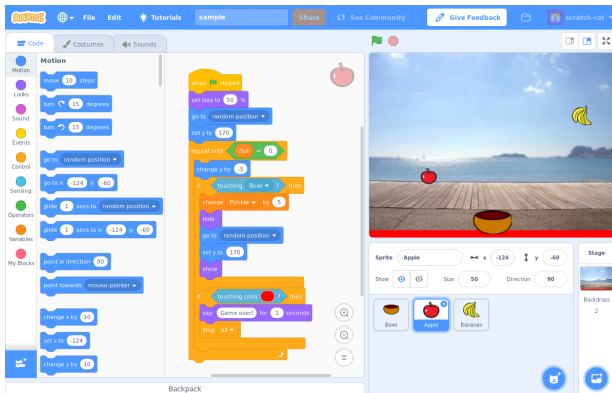 SCRATCH
File Edit Tutorials sample Share See Community Give Feedback scratch-cat
Code Costumes Sounds
Motion
Looks
Sound
Events
Control
Sensing
Operators
Variables
My Blocks
Motion
move 10 steps
turn 15 degrees
turn 15 degrees
go to random position
go to x: -124 y: -60
glide 1 secs to random position
glide 1 secs to x: -124 y: -60
point in direction 90
point towards mouse-pointer
change x by 10
set x to -124
change y by 10
when clicked
set size to 50 %
go to random position
set y to 170
repeat until Zeit = 0
change y by -5
if touching Bowl ? then
change Punkte by 5
hide
go to random position
set y to 170
show
if touching color ? then
say Game over! for 1 seconds
stop all
Backpack
Sprite Apple x -124 y -60
Show Size 50 Direction 90
Bowl Apple Bananas
Stage
Backdrops
2